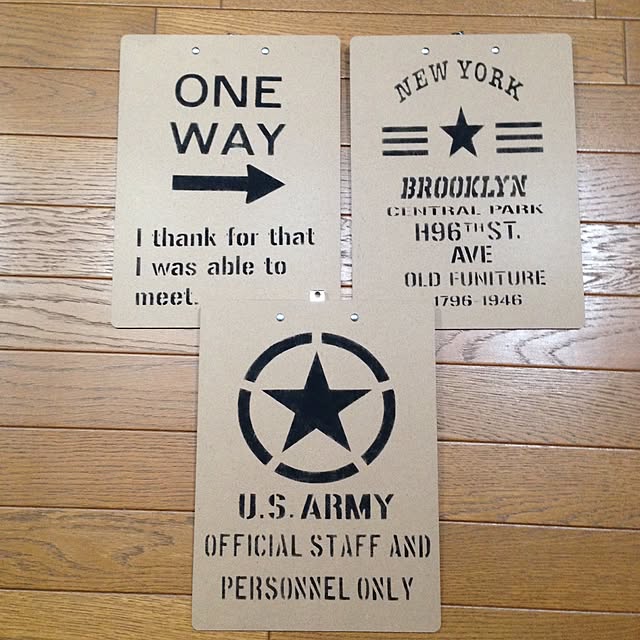 ONE
WAY
I thank for that
I was able to
meet.
NEW YORK
BROOKLYN
CENTRAL PARK
H96TH ST.
AVE
OLD FUNITURE
1796-1946
U.S. ARMY
OFFICIAL STAFF AND
PERSONNEL ONLY